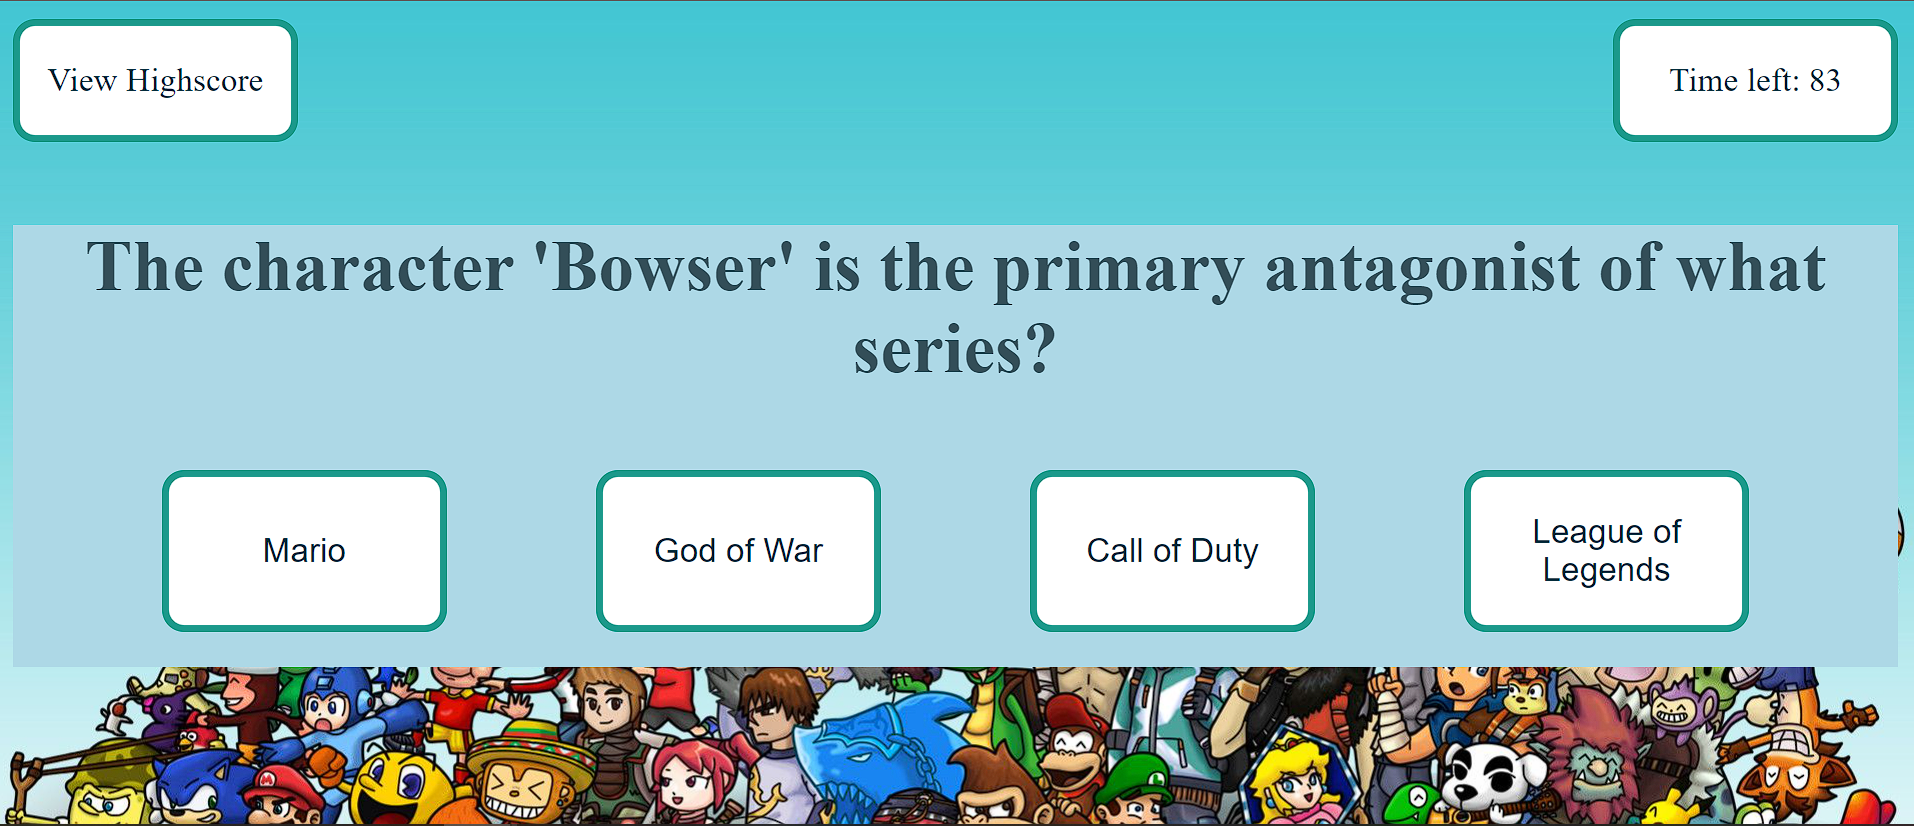 View Highscore
Time left: 83
The character 'Bowser' is the primary antagonist of what
series?
Mario
God of War
Call of Duty
League of
Legends